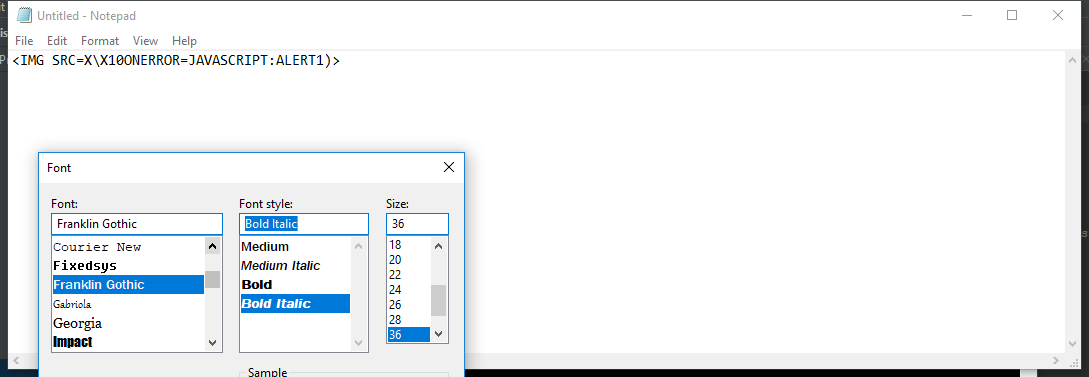 Untitled - Notepad
File Edit Format View Help
<IMG SRC=X\X10ONERROR=JAVASCRIPT:ALERT1)>
Font
Font: Font style: Size:
Franklin Gothic Bold Italic 36
Courier New Medium 18
Fixedsys Medium Italic 20
Franklin Gothic Bold 22
Gabriola Bold Italic 24
Georgia 26
Impact 28
36
Sample